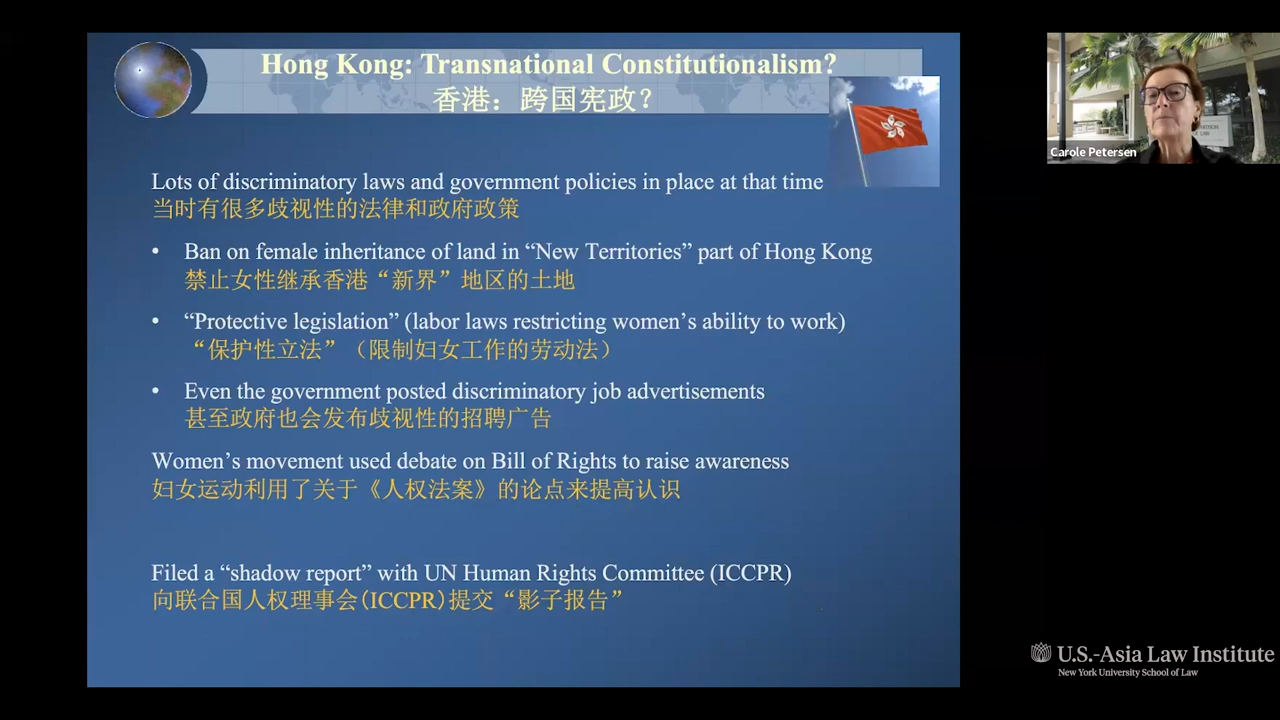 Hong Kong: Transnational Constitutionalism?
香港：跨国宪政？
Lots of discriminatory laws and government policies in place at that time
当时有很多歧视性的法律和政府政策
• Ban on female inheritance of land in “New Territories” part of Hong Kong
禁止女性继承香港“新界”地区的土地
• “Protective legislation” (labor laws restricting women’s ability to work)
“保护性立法”（限制妇女工作的劳动法）
• Even the government posted discriminatory job advertisements
甚至政府也会发布歧视性的招聘广告
Women’s movement used debate on Bill of Rights to raise awareness
妇女运动利用了关于《人权法案》的论点来提高认识
Filed a “shadow report” with UN Human Rights Committee (ICCPR)
向联合国人权理事会(ICCPR)提交“影子报告”
Carole Petersen
U.S.-Asia Law Institute
New York University School of Law